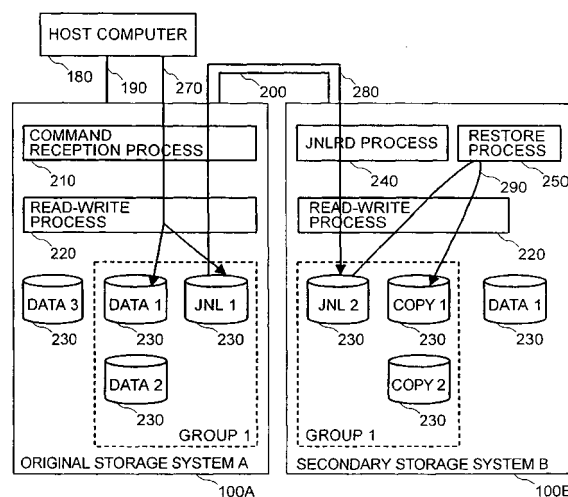 HOST COMPUTER
180
190
270
200
280
COMMAND
RECEPTION PROCESS
210
READ-WRITE
PROCESS
220
DATA 3
230
DATA 1
230
JNL 1
230
DATA 2
230
GROUP 1
ORIGINAL STORAGE SYSTEM A
100A
JNLRD PROCESS
240
RESTORE
PROCESS
290
250
READ-WRITE
PROCESS
220
JNL 2
230
COPY 1
230
DATA 1
230
COPY 2
230
GROUP 1
SECONDARY STORAGE SYSTEM B
100B